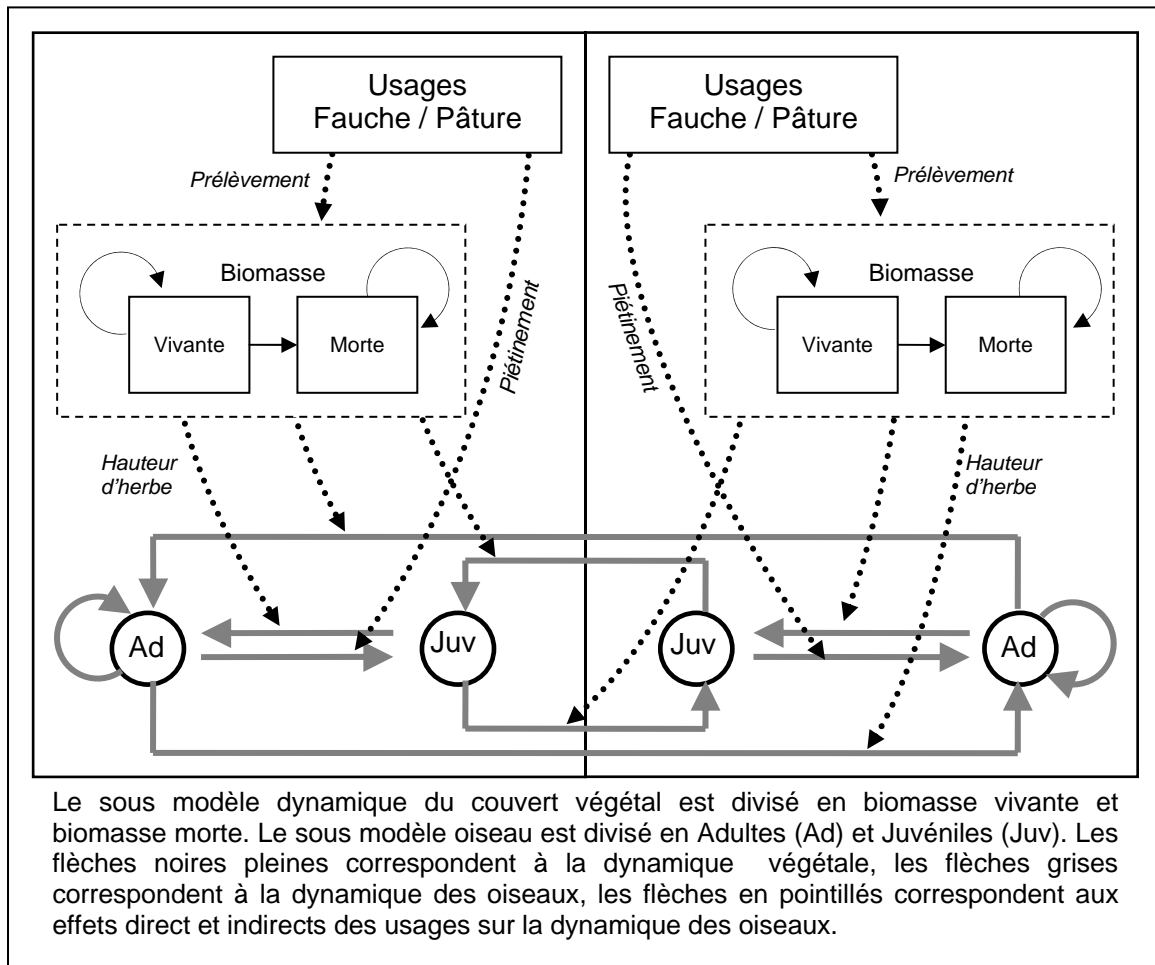 Usages
Fauche / Pâture
Usages
Fauche / Pâture
Prélèvement
Prélèvement
Biomasse
Vivante
Morte
Piétinement
Piétinement
Biomasse
Vivante
Morte
Hauteur
d'herbe
Hauteur
d'herbe
Ad
Juv
Juv
Ad
Le sous modèle dynamique du couvert végétal est divisé en biomasse vivante et
biomasse morte. Le sous modèle oiseau est divisé en Adultes (Ad) et Juvéniles (Juv). Les
flèches noires pleines correspondent à la dynamique végétale, les flèches grises
correspondent à la dynamique des oiseaux, les flèches en pointillés correspondent aux
effets direct et indirects des usages sur la dynamique des oiseaux.